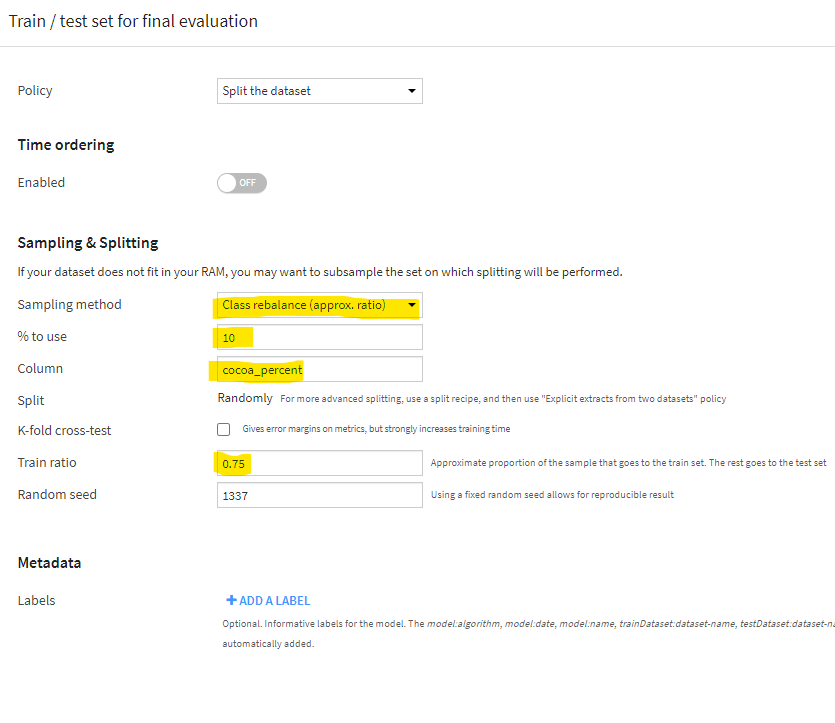 Train / test set for final evaluation
Policy
Split the dataset
Time ordering
Enabled
OFF
Sampling & Splitting
If your dataset does not fit in your RAM, you may want to subsample the set on which splitting will be performed.
Sampling method
Class rebalance (approx. ratio)
% to use
10
Column
cocoa_percent
Split
Randomly For more advanced splitting, use a split recipe, and then use "Explicit extracts from two datasets" policy
K-fold cross-test
Gives error margins on metrics, but strongly increases training time
Train ratio
0.75
Approximate proportion of the sample that goes to the train set. The rest goes to the test set
Random seed
1337
Using a fixed random seed allows for reproducible result
Metadata
Labels
+ ADD A LABEL
Optional. Informative labels for the model. The model:algorithm, model:date, model:name, trainDataset:dataset-name, testDataset:dataset-na
automatically added.